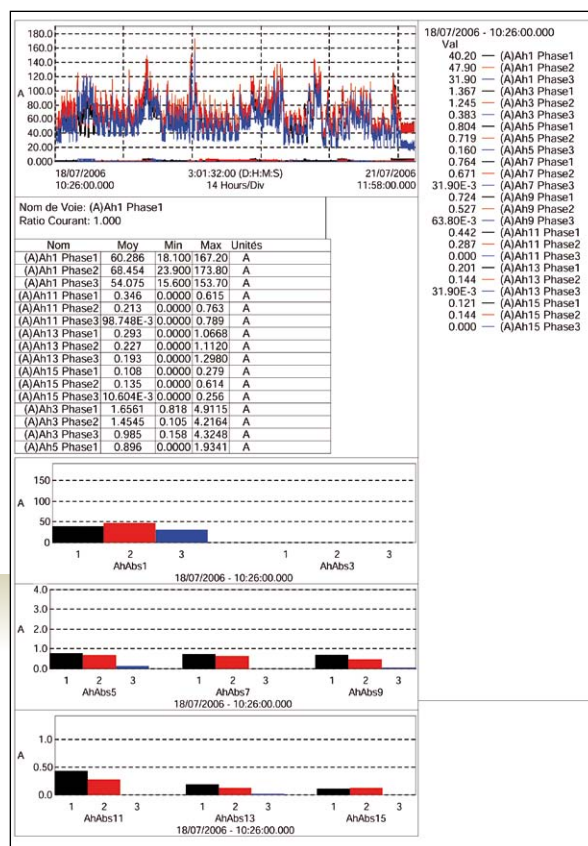 180.0
160.0
140.0
120.0
A 100.0
80.00
60.00
40.00
20.00
0.000
18/07/2006 3:01:32:00 (D:H:M:S) 21/07/2006
10:26:00.000 14 Hours/Div 11:58:00.000
18/07/2006 - 10:26:00.000
Val
40.20 — (A)Ah1 Phase1
47.90 — (A)Ah1 Phase2
31.90 — (A)Ah1 Phase3
1.367 — (A)Ah3 Phase1
1.245 — (A)Ah3 Phase2
0.383 — (A)Ah3 Phase3
0.804 — (A)Ah5 Phase1
0.719 — (A)Ah5 Phase2
0.160 — (A)Ah5 Phase3
0.764 — (A)Ah7 Phase1
0.671 — (A)Ah7 Phase2
31.90E-3 — (A)Ah7 Phase3
0.724 — (A)Ah9 Phase1
0.527 — (A)Ah9 Phase2
63.80E-3 — (A)Ah9 Phase3
0.442 — (A)Ah11 Phase1
0.287 — (A)Ah11 Phase2
0.000 — (A)Ah11 Phase3
0.201 — (A)Ah13 Phase1
0.144 — (A)Ah13 Phase2
31.90E-3 — (A)Ah13 Phase3
0.121 — (A)Ah15 Phase1
0.144 — (A)Ah15 Phase2
0.000 — (A)Ah15 Phase3
Nom de Voie: (A)Ah1 Phase1
Ratio Courant: 1.000
Nom Moy Min Max Unités
(A)Ah1 Phase1 60.286 18.100 167.20 A
(A)Ah1 Phase2 68.454 23.900 173.80 A
(A)Ah1 Phase3 54.075 15.600 153.70 A
(A)Ah11 Phase1 0.346 0.0000 0.615 A
(A)Ah11 Phase2 0.213 0.0000 0.763 A
(A)Ah11 Phase3 98.748E-3 0.0000 0.789 A
(A)Ah13 Phase1 0.293 0.0000 1.0668 A
(A)Ah13 Phase2 0.227 0.0000 1.1120 A
(A)Ah13 Phase3 0.193 0.0000 1.2980 A
(A)Ah15 Phase1 0.108 0.0000 0.279 A
(A)Ah15 Phase2 0.135 0.0000 0.614 A
(A)Ah15 Phase3 10.604E-3 0.0000 0.256 A
(A)Ah3 Phase1 1.6561 0.818 4.9115 A
(A)Ah3 Phase2 1.4545 0.105 4.2164 A
(A)Ah3 Phase3 0.985 0.158 4.3248 A
(A)Ah5 Phase1 0.896 0.0000 1.9341 A
150
A 100
50
0
1 2 3 1 2 3
AhAbs1 AhAbs3
18/07/2006 - 10:26:00.000
4.0
3.0
A 2.0
1.0
0.0
1 2 3 1 2 3 1 2 3
AhAbs5 AhAbs7 AhAbs9
18/07/2006 - 10:26:00.000
1.0
A
0.50
0.0
1 2 3 1 2 3 1 2 3
AhAbs11 AhAbs13 AhAbs15
18/07/2006 - 10:26:00.000